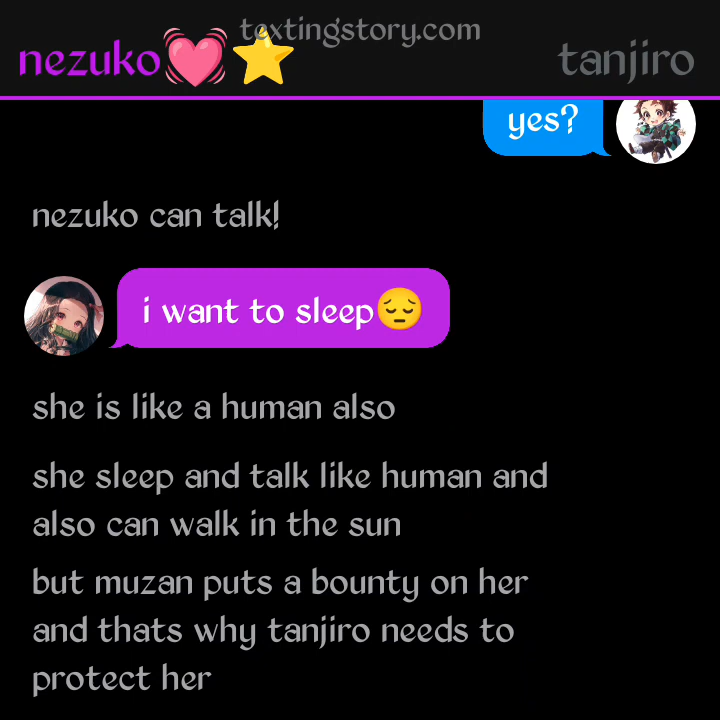 textingstory.com
nezuko💓⭐ tanjiro
yes?
nezuko can talk!
i want to sleep😔
she is like a human also
she sleep and talk like human and
also can walk in the sun
but muzan puts a bounty on her
and thats why tanjiro needs to
protect her